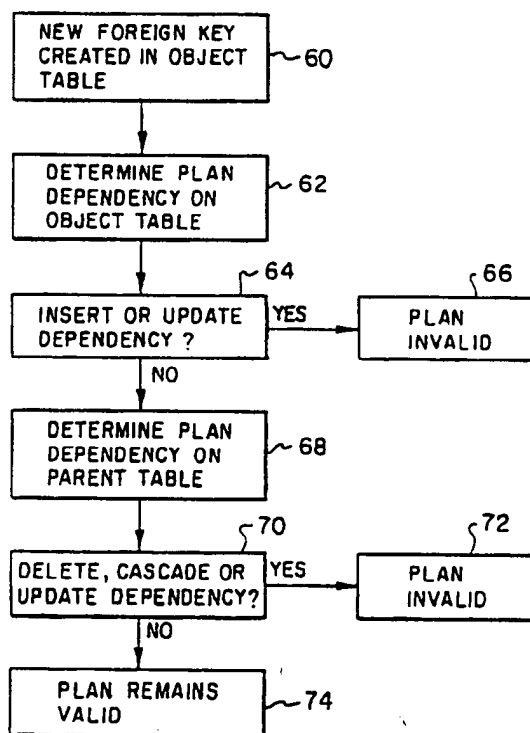 NEW FOREIGN KEY
CREATED IN OBJECT
TABLE
60
DETERMINE PLAN
DEPENDENCY ON
OBJECT TABLE
62
64
INSERT OR UPDATE
DEPENDENCY ?
YES
66
PLAN
INVALID
NO
DETERMINE PLAN
DEPENDENCY ON
PARENT TABLE
68
70
DELETE, CASCADE OR
UPDATE DEPENDENCY?
YES
72
PLAN
INVALID
NO
PLAN REMAINS
VALID
74